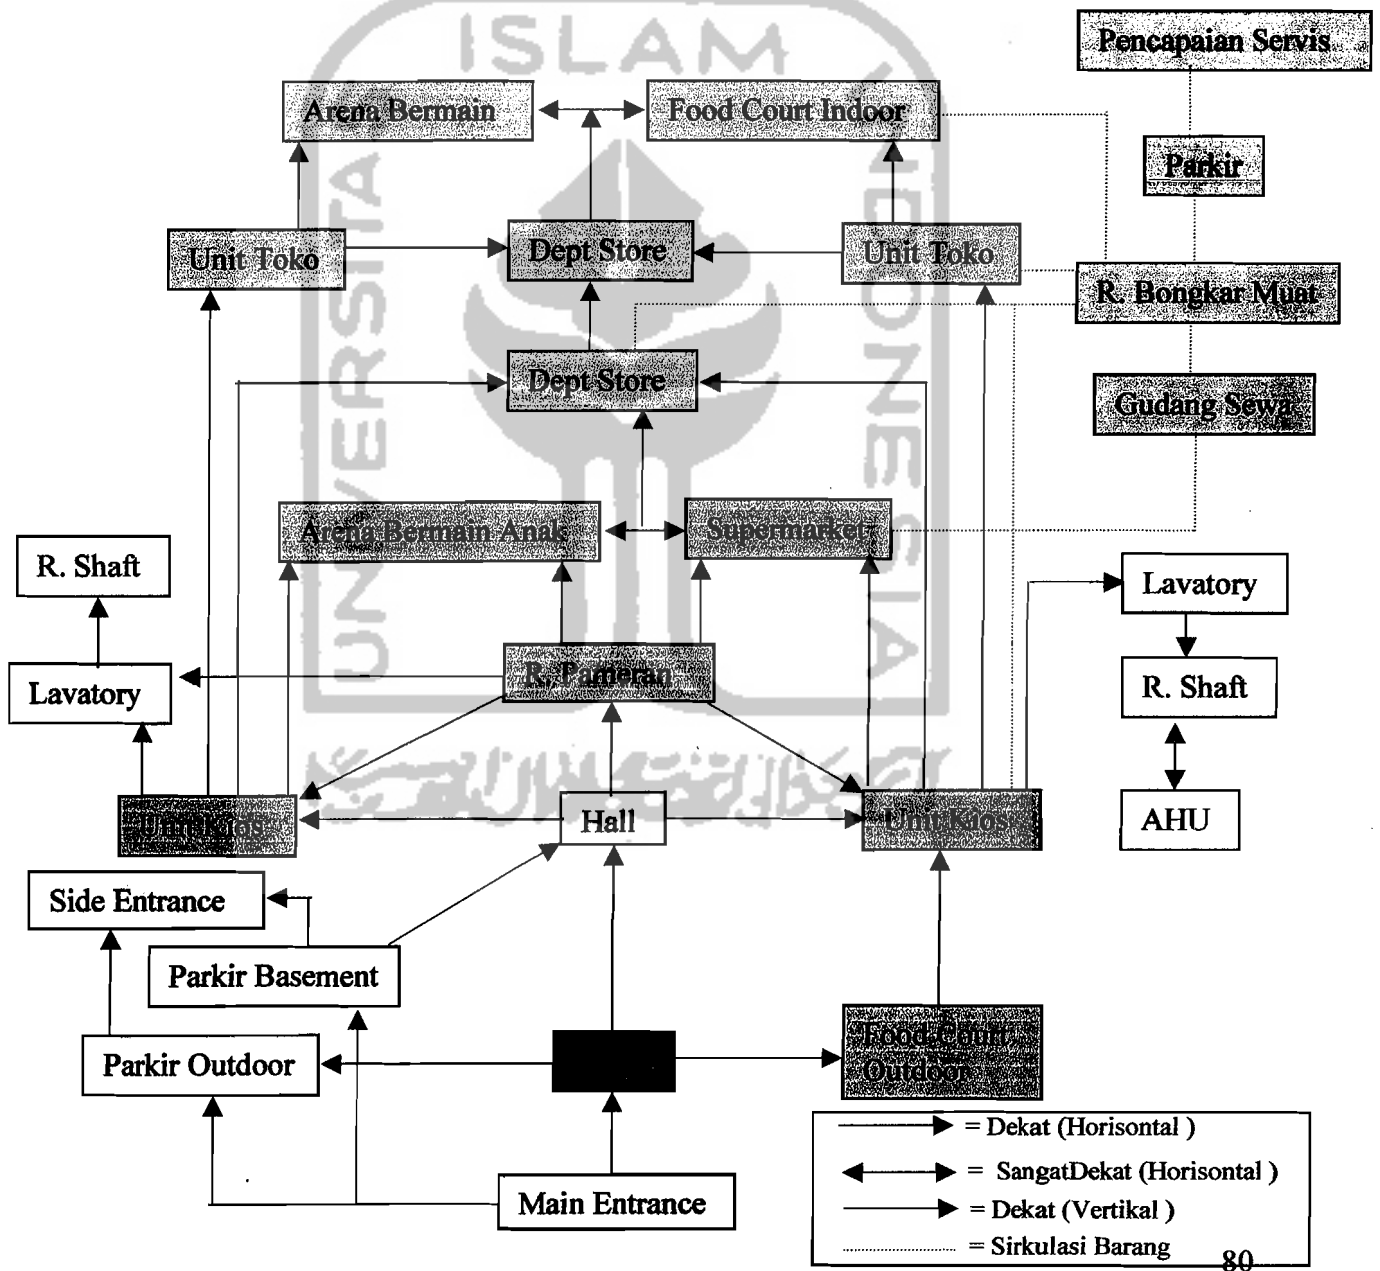 ISLAM
UNIVERSITA
INDONESIA
Pencapaian Servis
Arena Bermain
Food Court Indoor
Parkir
Unit Toko
Dept Store
Unit Toko
R. Bongkar Muat
Dept Store
Gudang Sewa
Arena Bermain Anak
Supermarket
R. Shaft
Lavatory
Lavatory
R. Pameran
R. Shaft
Unit Kios
Hall
Unit Kios
AHU
Side Entrance
Parkir Basement
Food Court
Outdoor
Parkir Outdoor
Main Entrance
= Dekat (Horisontal )
= SangatDekat (Horisontal )
= Dekat (Vertikal )
= Sirkulasi Barang
80